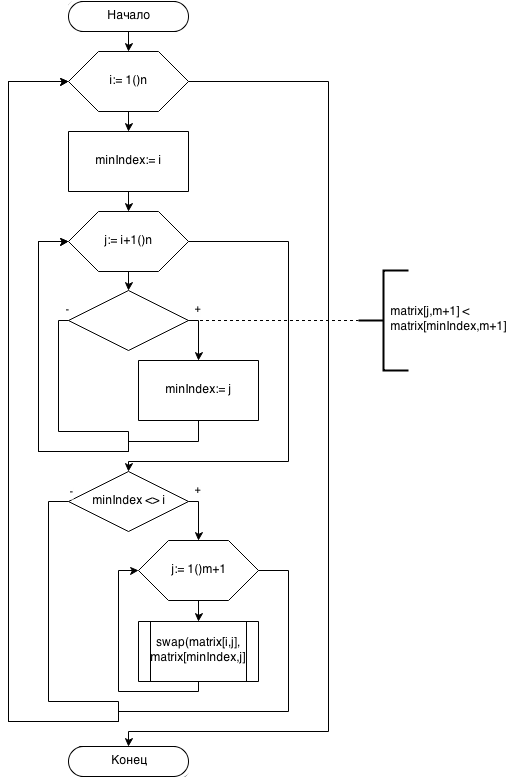 Начало
i:= 1()n
minIndex:= i
j:= i+1()n
-
+
matrix[j,m+1] <
matrix[minIndex,m+1]
minIndex:= j
-
+
minIndex <> i
j:= 1()m+1
swap(matrix[i,j],
matrix[minIndex,j]
Конец